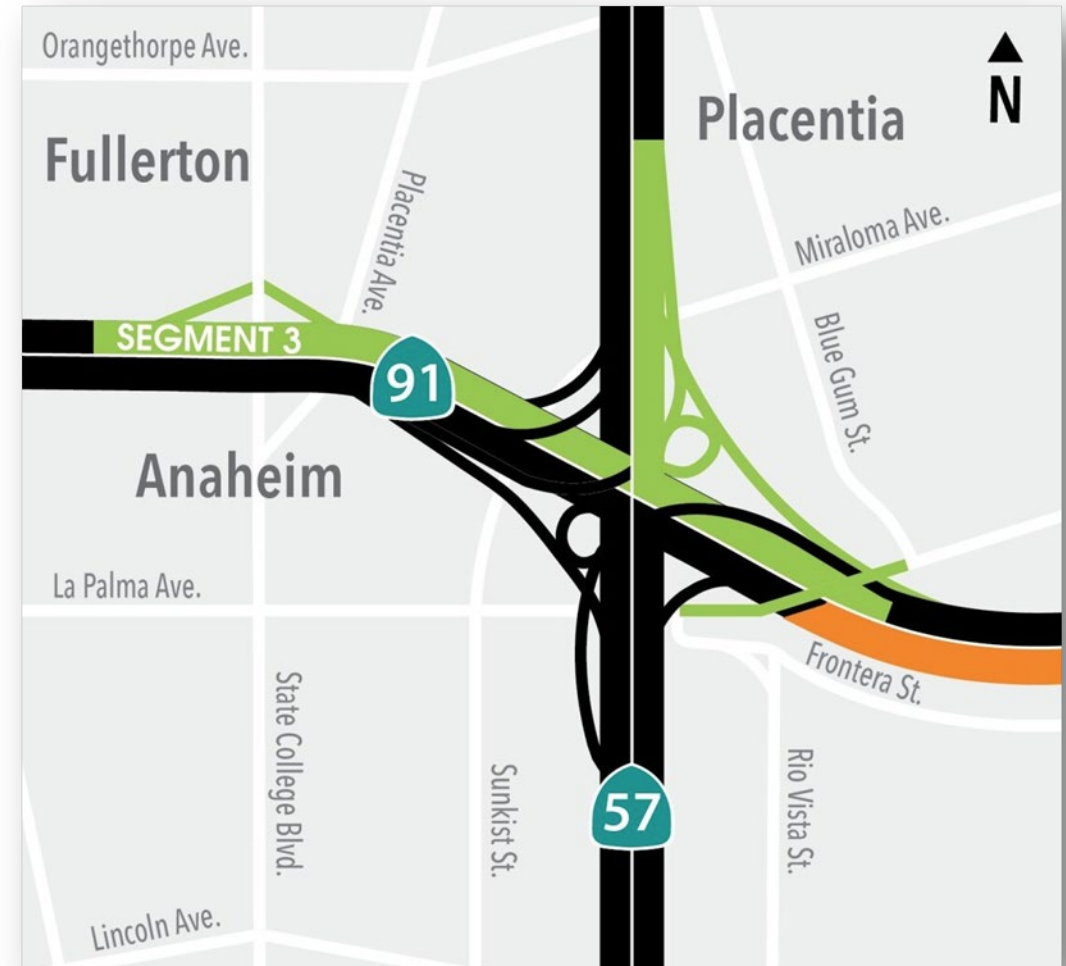 Orangethorpe Ave.
N
Placentia
Fullerton
Placentia Ave.
Miraloma Ave.
SEGMENT 3
91
Blue Gum St.
Anaheim
La Palma Ave.
Frontera St.
State College Blvd.
Sunkist St.
57
Rio Vista St.
Lincoln Ave.